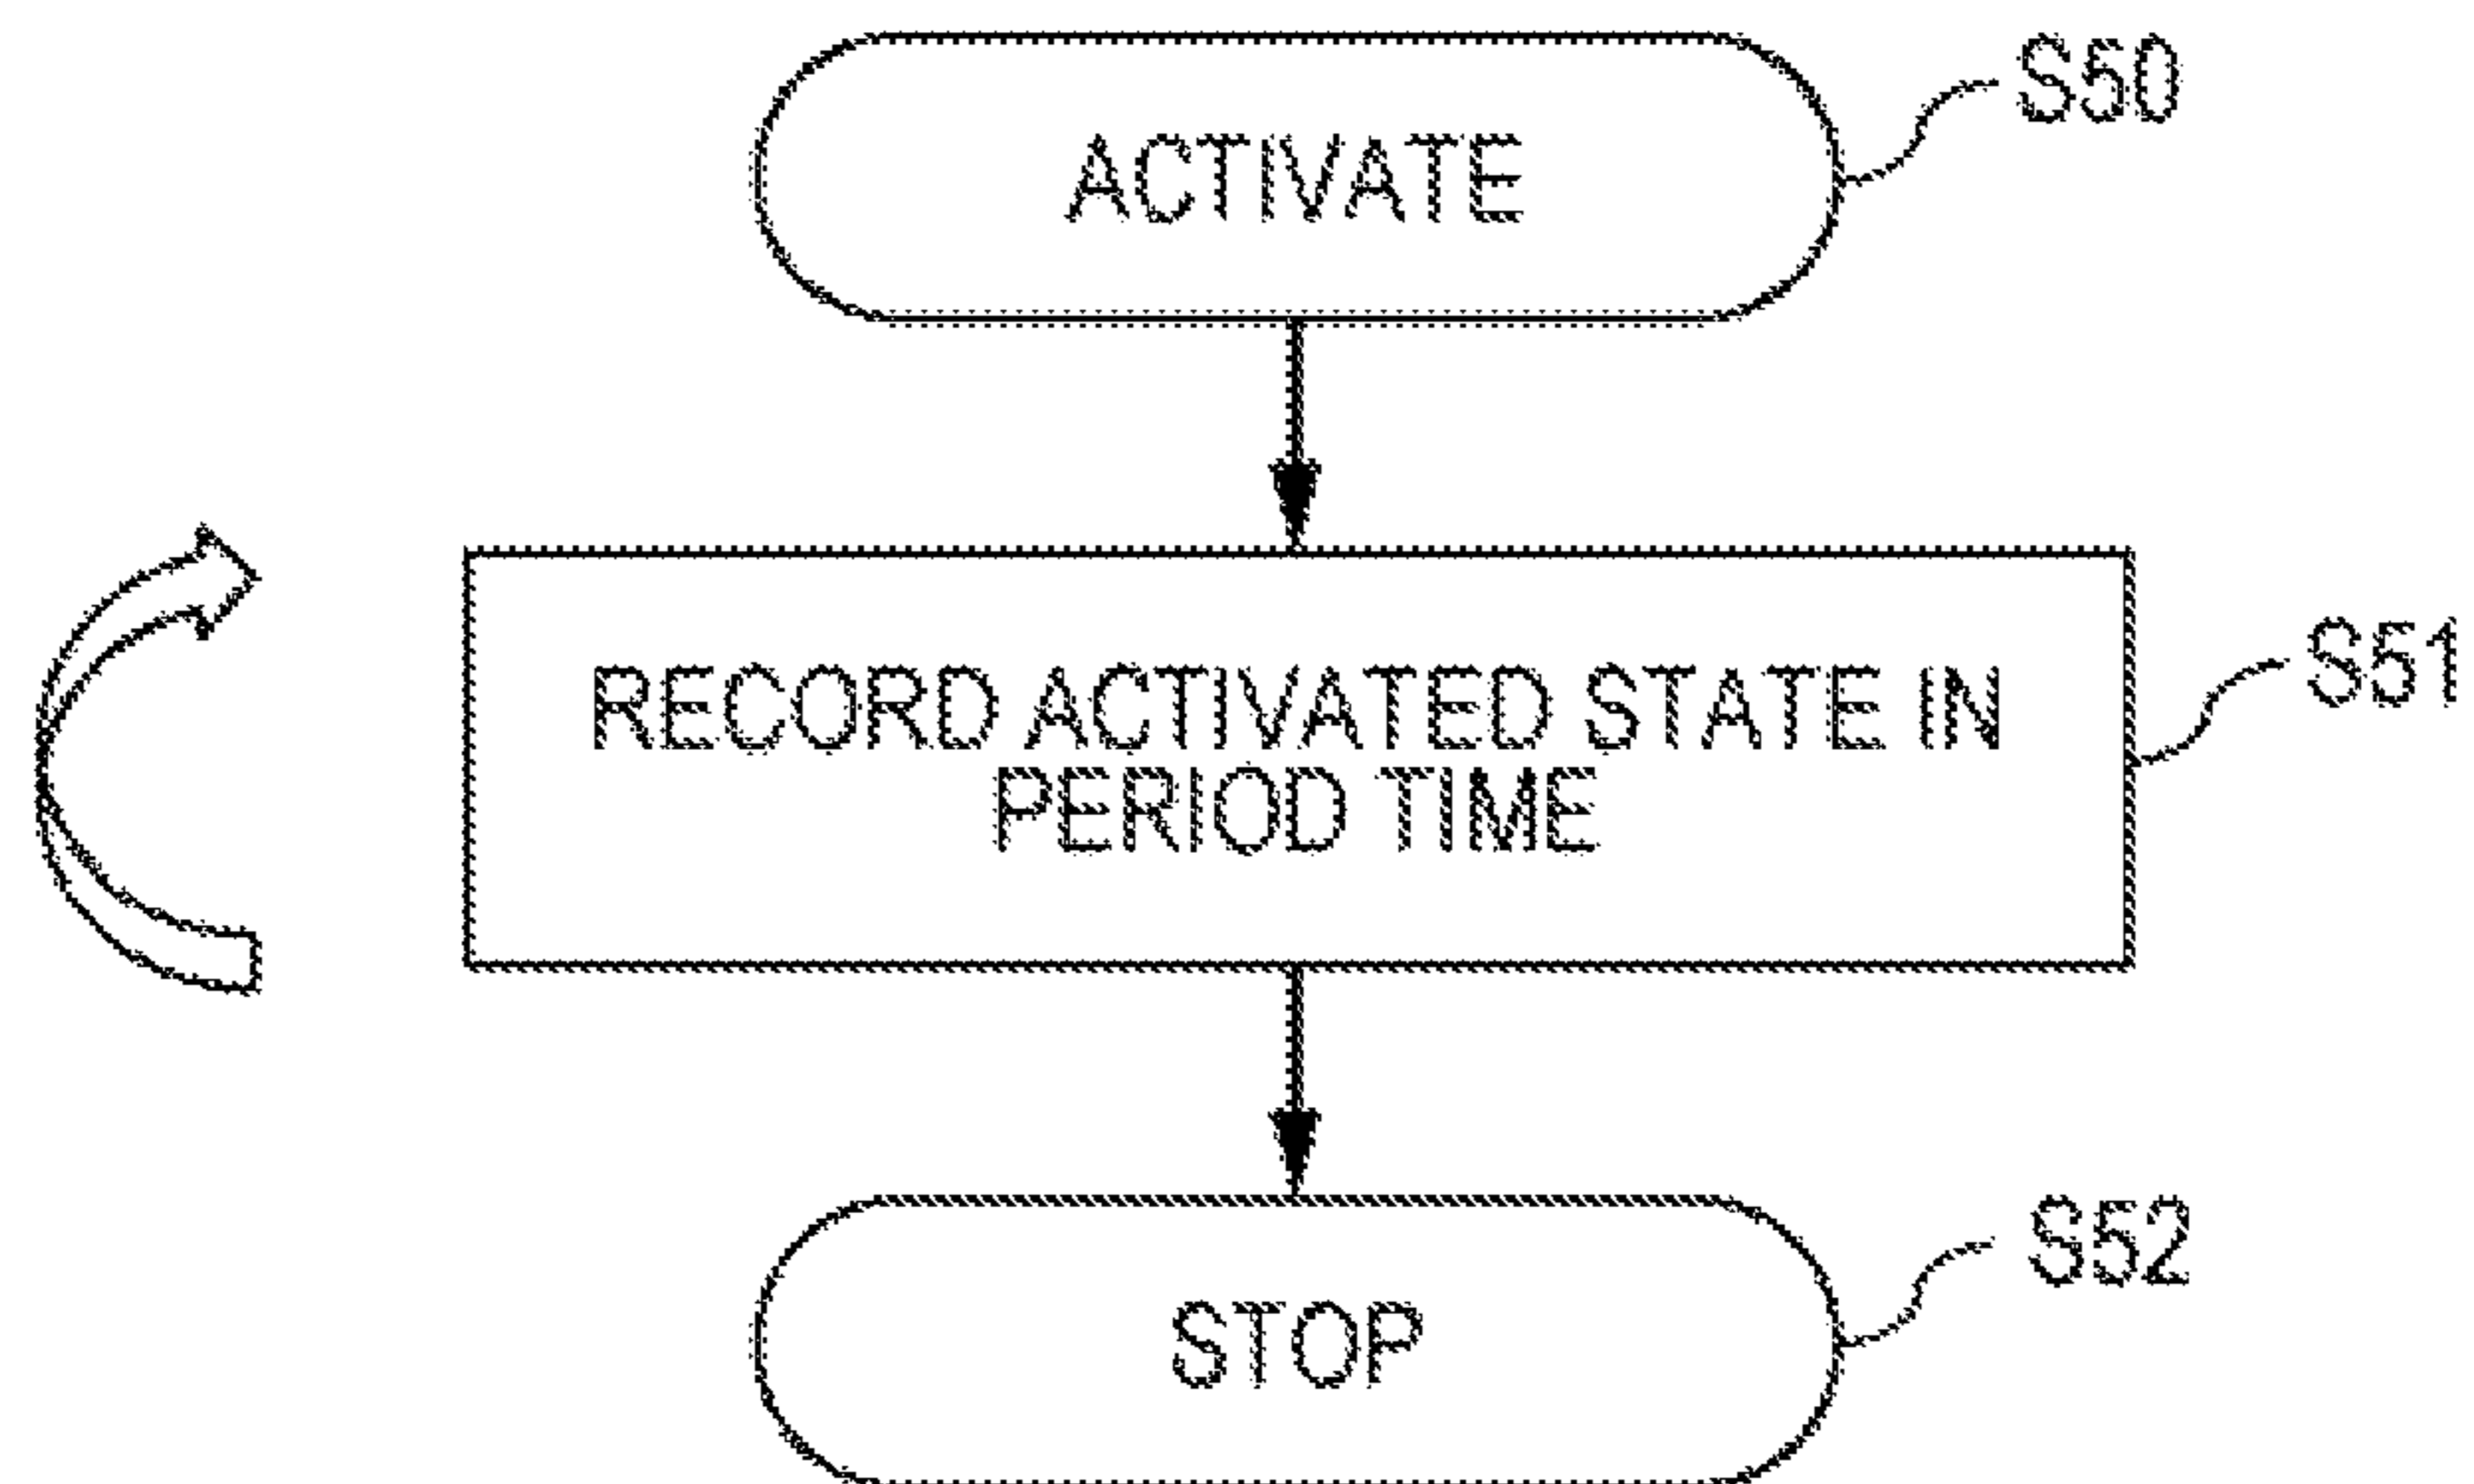 ACTIVATE
S50
RECORD ACTIVATED STATE IN
PERIOD TIME
S51
STOP
S52